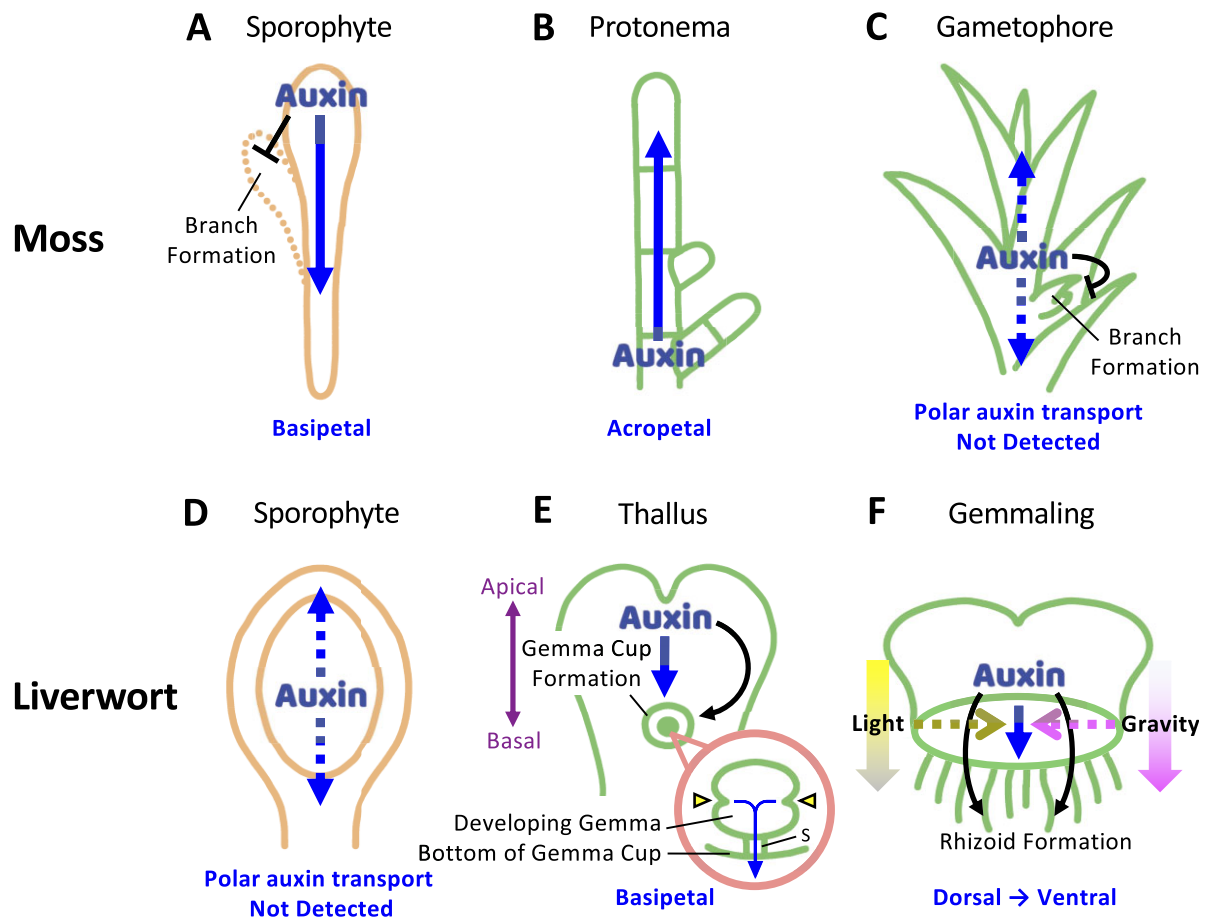 A Sporophyte
Auxin
Branch
Formation
Basipetal
B Protonema
Auxin
Acropetal
C Gametophore
Auxin
Branch
Formation
Polar auxin transport
Not Detected
Moss
D Sporophyte
Auxin
Polar auxin transport
Not Detected
E Thallus
Apical
Auxin
Gemma Cup
Formation
Basal
Developing Gemma
S
Bottom of Gemma Cup
Basipetal
F Gemmaling
Auxin
Light
Gravity
Rhizoid Formation
Dorsal → Ventral
Liverwort